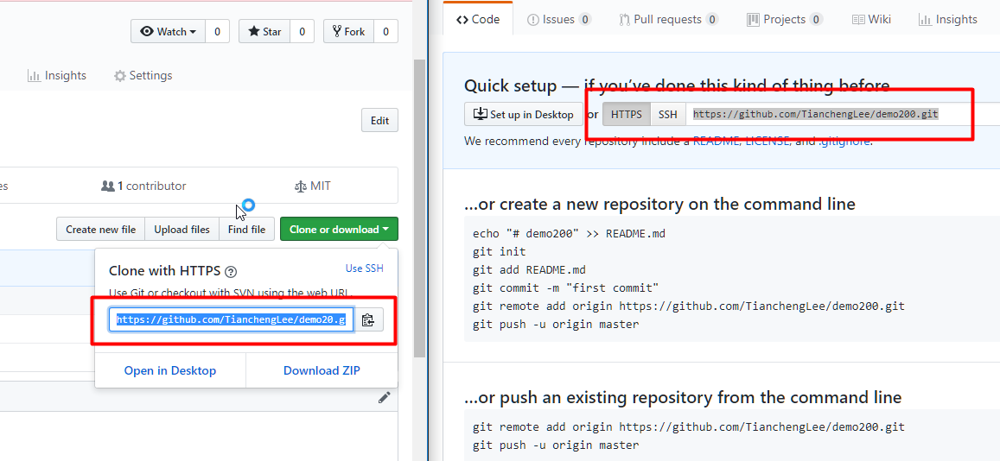 Watch 0 Star 0 Fork 0
Insights Settings
Edit
es 1 contributor MIT
Create new file Upload files Find file Clone or download
Clone with HTTPS Use SSH
Use Git or checkout with SVN using the web URL.
https://github.com/TianchengLee/demo20.g
Open in Desktop Download ZIP
Code Issues 0 Pull requests 0 Projects 0 Wiki Insights
Quick setup — if you've done this kind of thing before
Set up in Desktop or HTTPS SSH https://github.com/TianchengLee/demo200.git
We recommend every repository include a README, LICENSE, and .gitignore.
...or create a new repository on the command line
echo "# demo200" >> README.md
git init
git add README.md
git commit -m "first commit"
git remote add origin https://github.com/TianchengLee/demo200.git
git push -u origin master
...or push an existing repository from the command line
git remote add origin https://github.com/TianchengLee/demo200.git
git push -u origin master